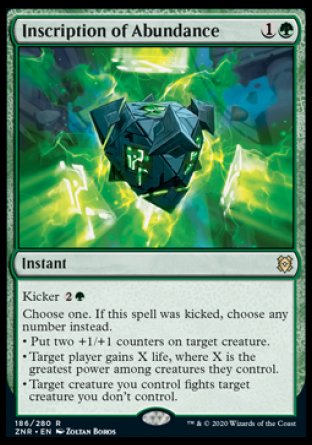 Inscription of Abundance 1
Instant
Kicker 2
Choose one. If this spell was kicked, choose any
number instead.
• Put two +1/+1 counters on target creature.
• Target player gains X life, where X is the
greatest power among creatures they control.
• Target creature you control fights target
creature you don't control.
186/280 R
ZNR • EN Zoltan Boros
™ & © 2020 Wizards of the Coast